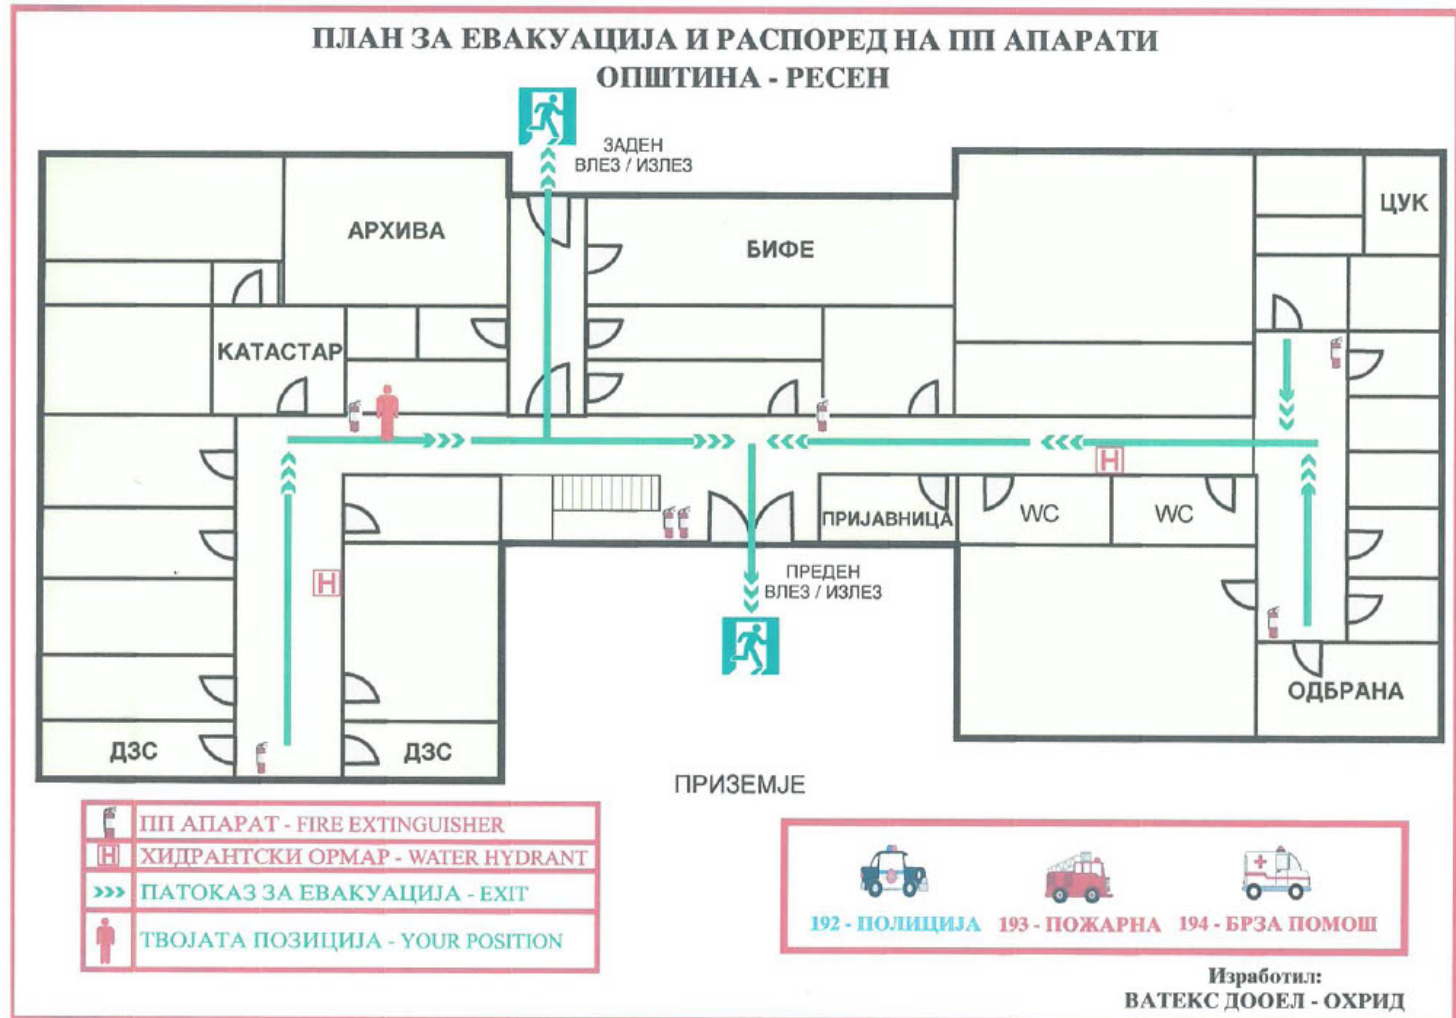 ПЛАН ЗА ЕВАКУАЦИЈА И РАСПОРЕД НА ПП АПАРАТИ
ОПШТИНА - РЕСЕН
ЗАДЕН
ВЛЕЗ / ИЗЛЕЗ
АРХИВА
БИФЕ
ЦУК
КАТАСТАР
H
ПРИЈАВНИЦА
WC
WC
H
ПРЕДЕН
ВЛЕЗ / ИЗЛЕЗ
ОДБРАНА
ДЗС
ДЗС
ПРИЗЕМЈЕ
ПП АПАРАТ - FIRE EXTINGUISHER
H ХИДРАНТСКИ ОРМАР - WATER HYDRANT
ПАТОКАЗ ЗА ЕВАКУАЦИЈА - EXIT
ТВОЈАТА ПОЗИЦИЈА - YOUR POSITION
192 - ПОЛИЦИЈА 193 - ПОЖАРНА 194 - БРЗА ПОМОШ
Изработил:
ВАТЕКС ДООЕЛ - ОХРИД